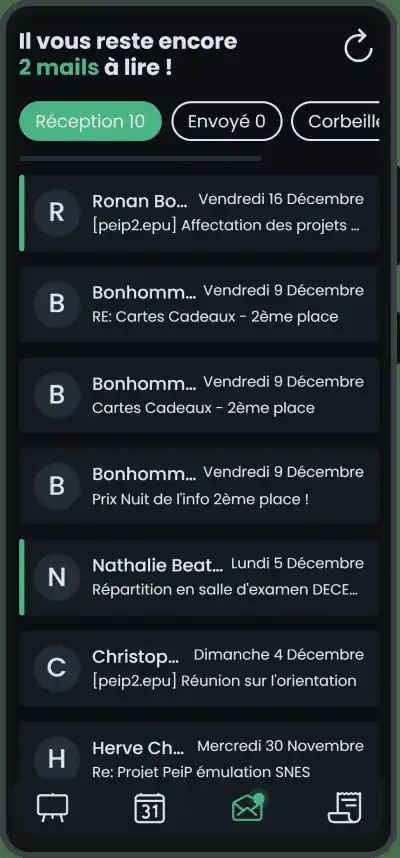 Il vous reste encore
2 mails à lire !
Réception 10
Envoyé 0
Corbeille
R
Ronan Bo...
Vendredi 16 Décembre
[peip2.epu] Affectation des projets ...
B
Bonhomm...
Vendredi 9 Décembre
RE: Cartes Cadeaux - 2ème place
B
Bonhomm...
Vendredi 9 Décembre
Cartes Cadeaux - 2ème place
B
Bonhomm...
Vendredi 9 Décembre
Prix Nuit de l'info 2ème place !
N
Nathalie Beat...
Lundi 5 Décembre
Répartition en salle d'examen DECE...
C
Christop...
Dimanche 4 Décembre
[peip2.epu] Réunion sur l'orientation
H
Herve Ch...
Mercredi 30 Novembre
Re: Projet PeiP émulation SNES
31